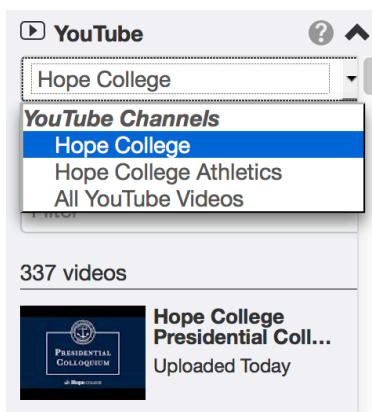 YouTube
?
Hope College
YouTube Channels
Hope College
Hope College Athletics
All YouTube Videos
Filter
337 videos
Hope College
Presidential Coll...
Uploaded Today
PRESIDENTIAL
COLLOQUIUM
Hope COLLEGE